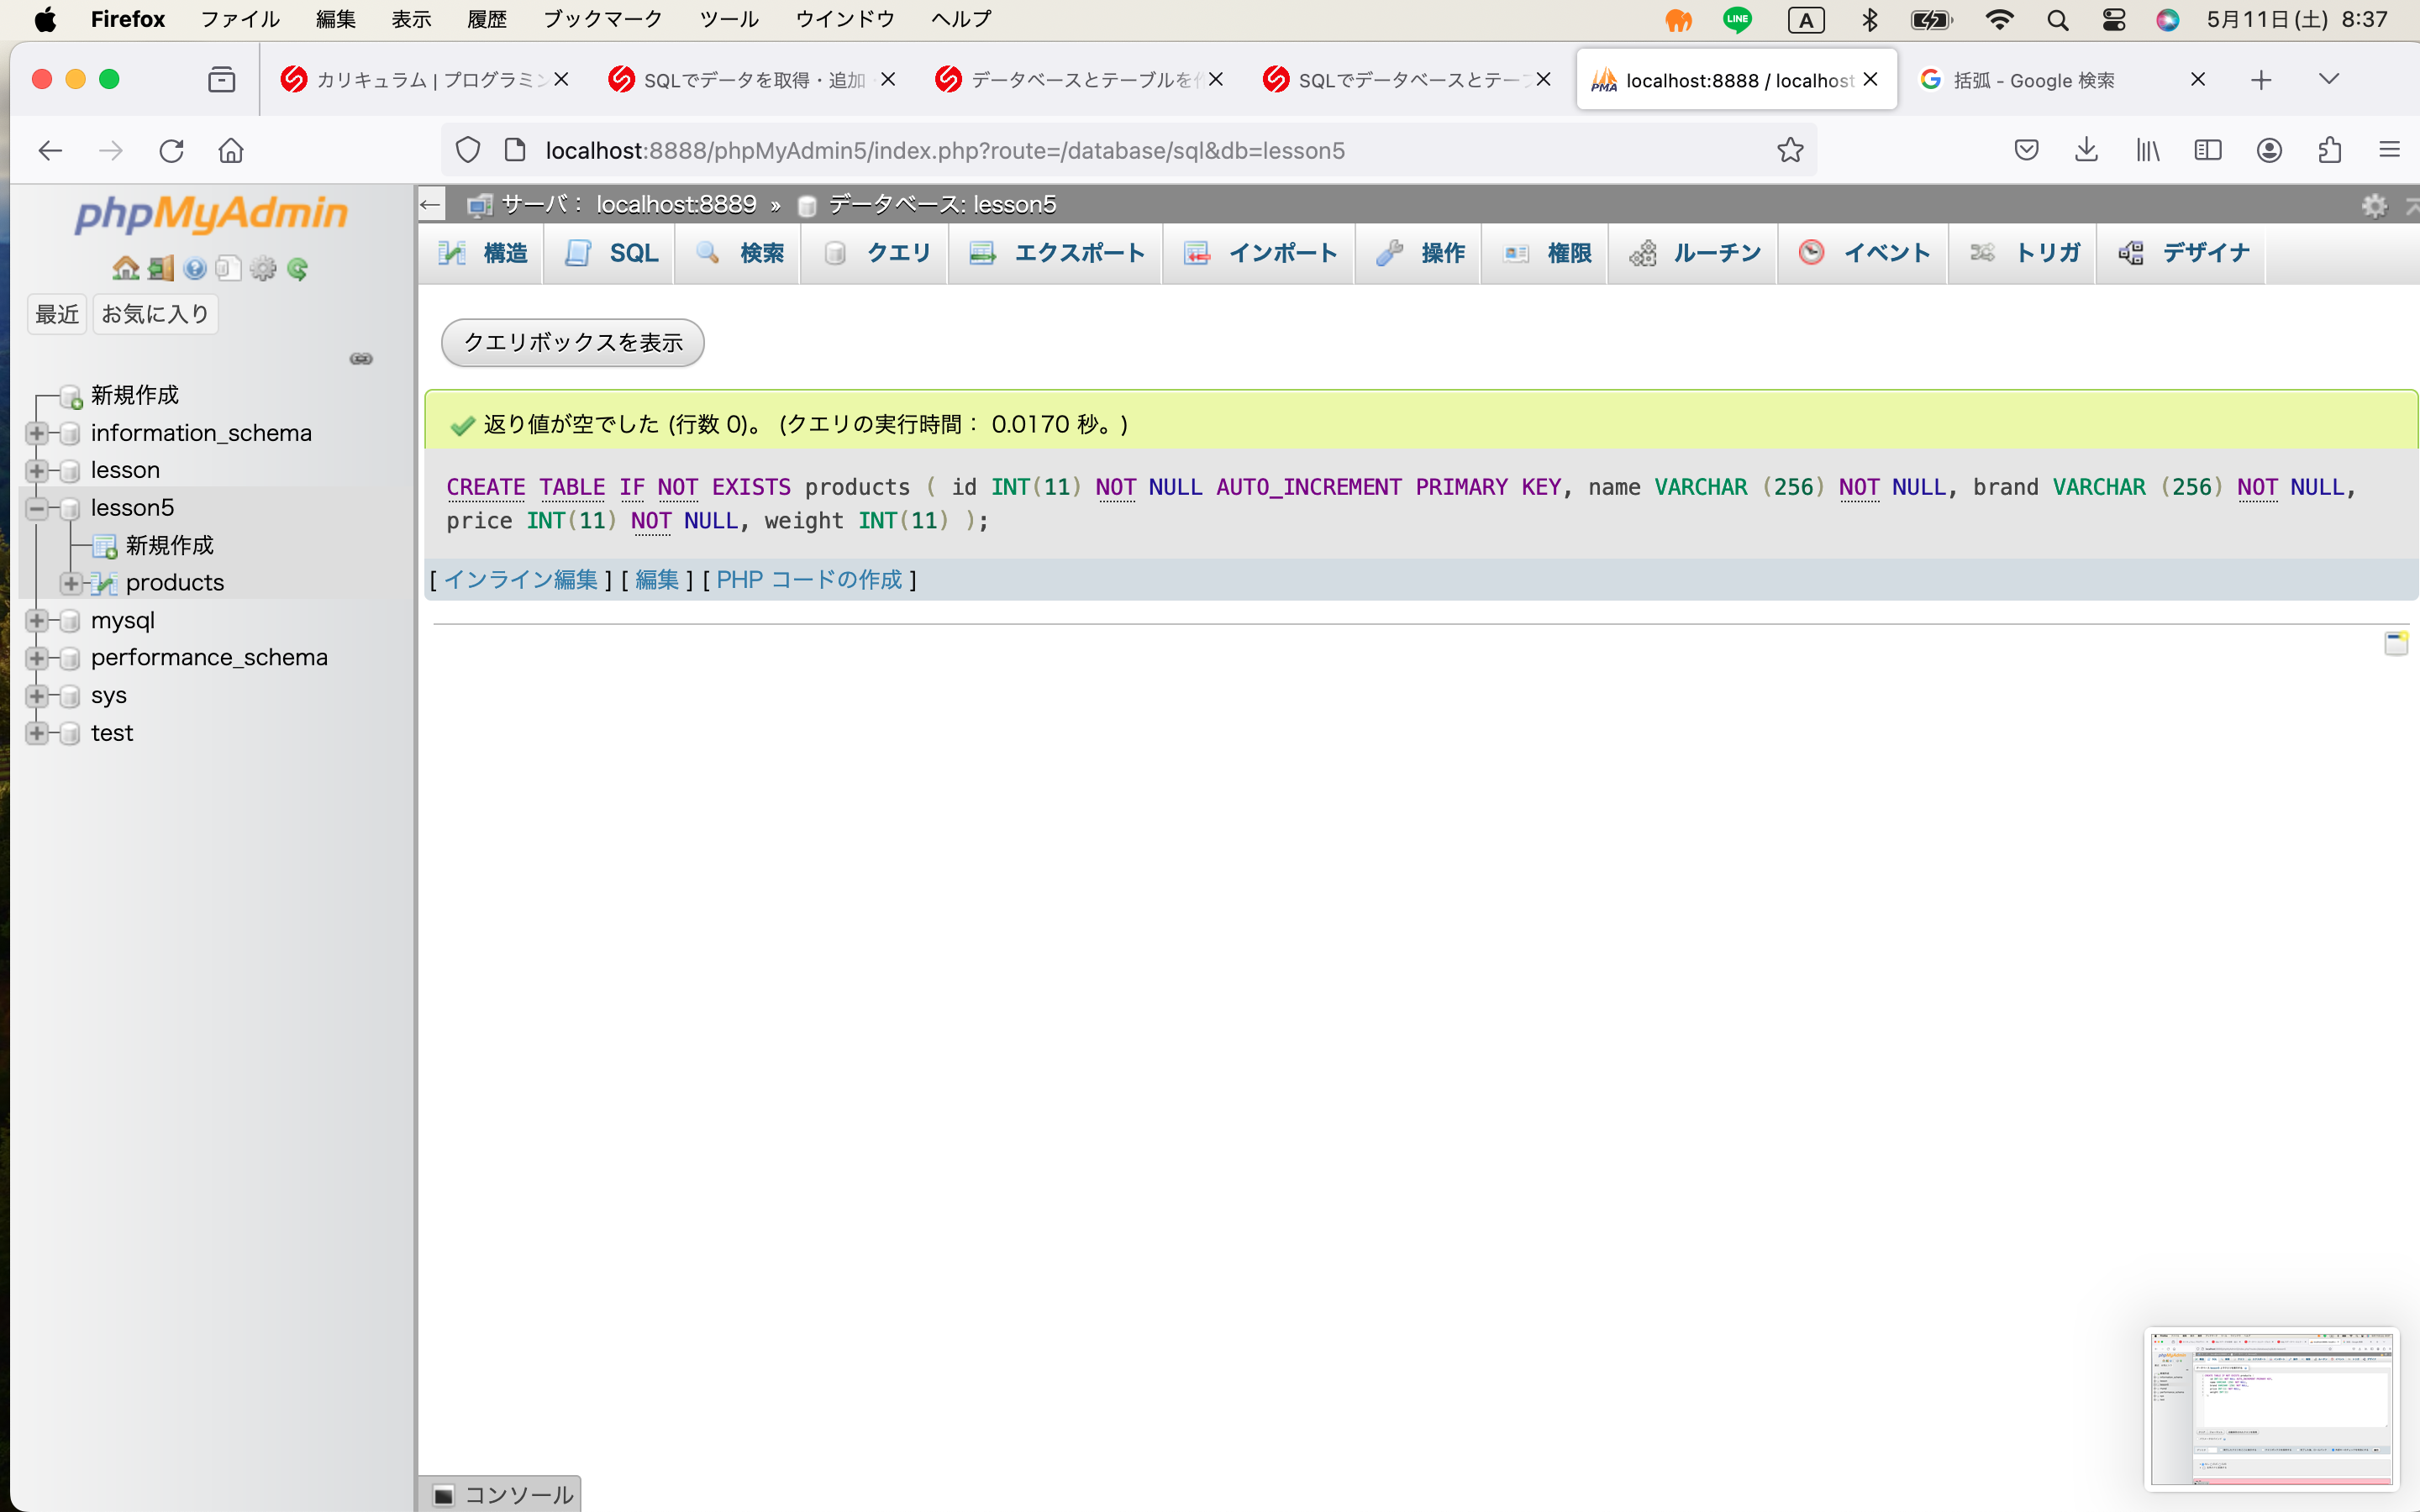 Firefox ファイル 編集 表示 履歴 ブックマーク ツール ウインドウ ヘルプ LINE A 5月11日(土) 8:37
カリキュラム | プログラミン SQLでデータを取得・追加 データベースとテーブルを SQLでデータベースとテー PMA localhost:8888 / localhost 括弧 - Google 検索
localhost:8888/phpMyAdmin5/index.php?route=/database/sql&db=lesson5
phpMyAdmin
最近 お気に入り
新規作成
information_schema
lesson
lesson5
新規作成
products
mysql
performance_schema
sys
test
サーバ: localhost:8889 » データベース: lesson5
構造 SQL 検索 クエリ エクスポート インポート 操作 権限 ルーチン イベント トリガ デザイナ
クエリボックスを表示
返り値が空でした (行数 0)。 (クエリの実行時間: 0.0170 秒。)
CREATE TABLE IF NOT EXISTS products ( id INT(11) NOT NULL AUTO_INCREMENT PRIMARY KEY, name VARCHAR (256) NOT NULL, brand VARCHAR (256) NOT NULL,
price INT(11) NOT NULL, weight INT(11) );
[ インライン編集 ] [ 編集 ] [ PHP コードの作成 ]
コンソール